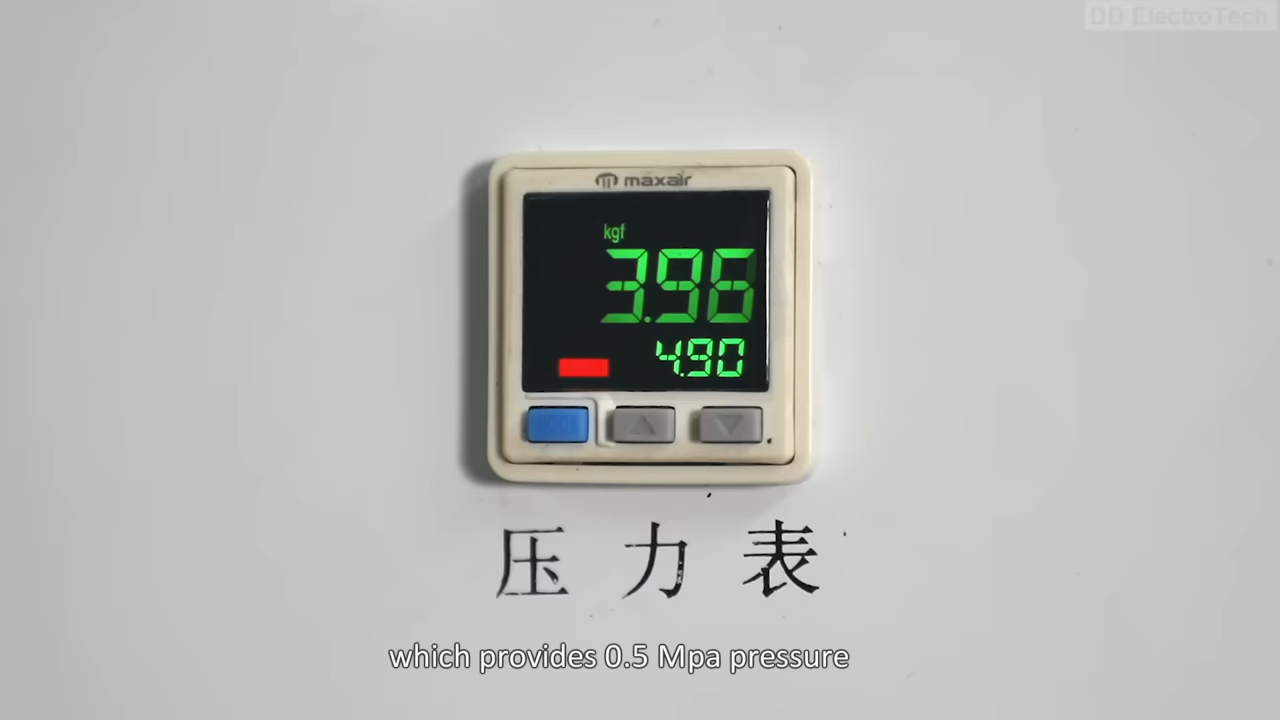 DD ElectroTech
maxair
kgf
3.96
4.90
压力表
which provides 0.5 Mpa pressure